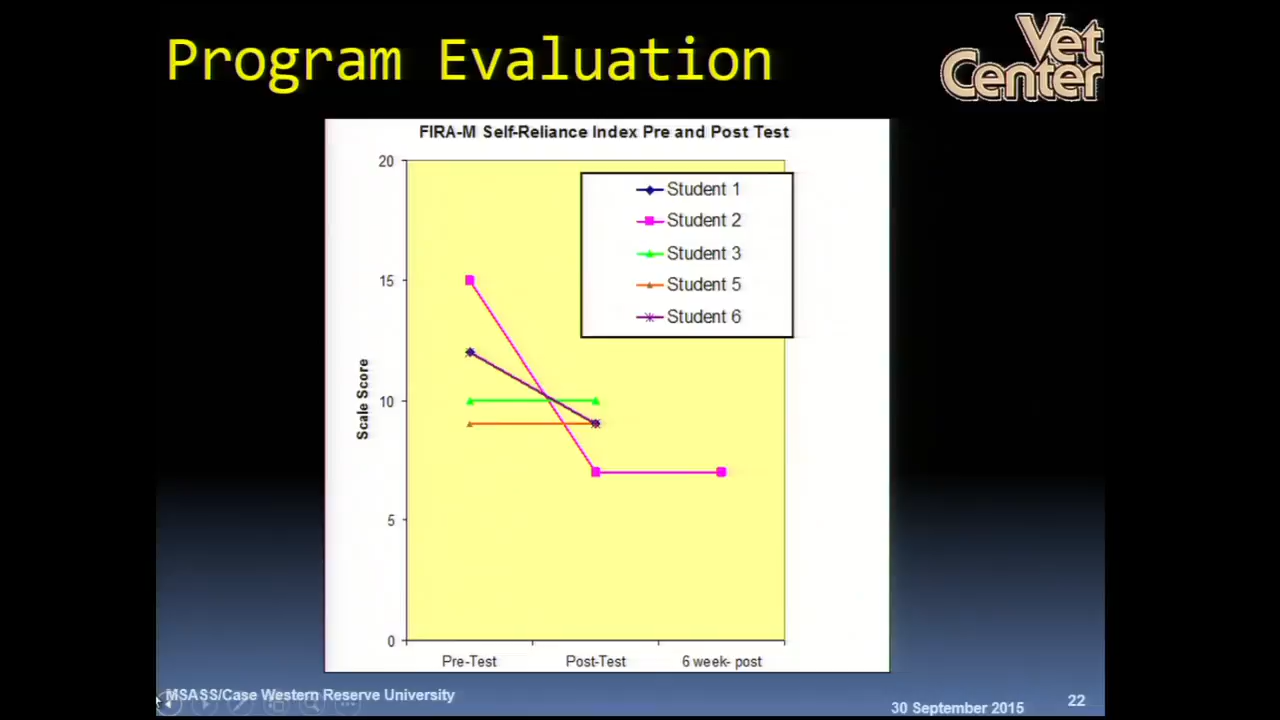 Program Evaluation
Vet
Center
FIRA-M Self-Reliance Index Pre and Post Test
20
15
10
5
0
Scale Score
Student 1
Student 2
Student 3
Student 5
Student 6
Pre-Test Post-Test 6 week- post
MSASS/Case Western Reserve University
30 September 2015
22